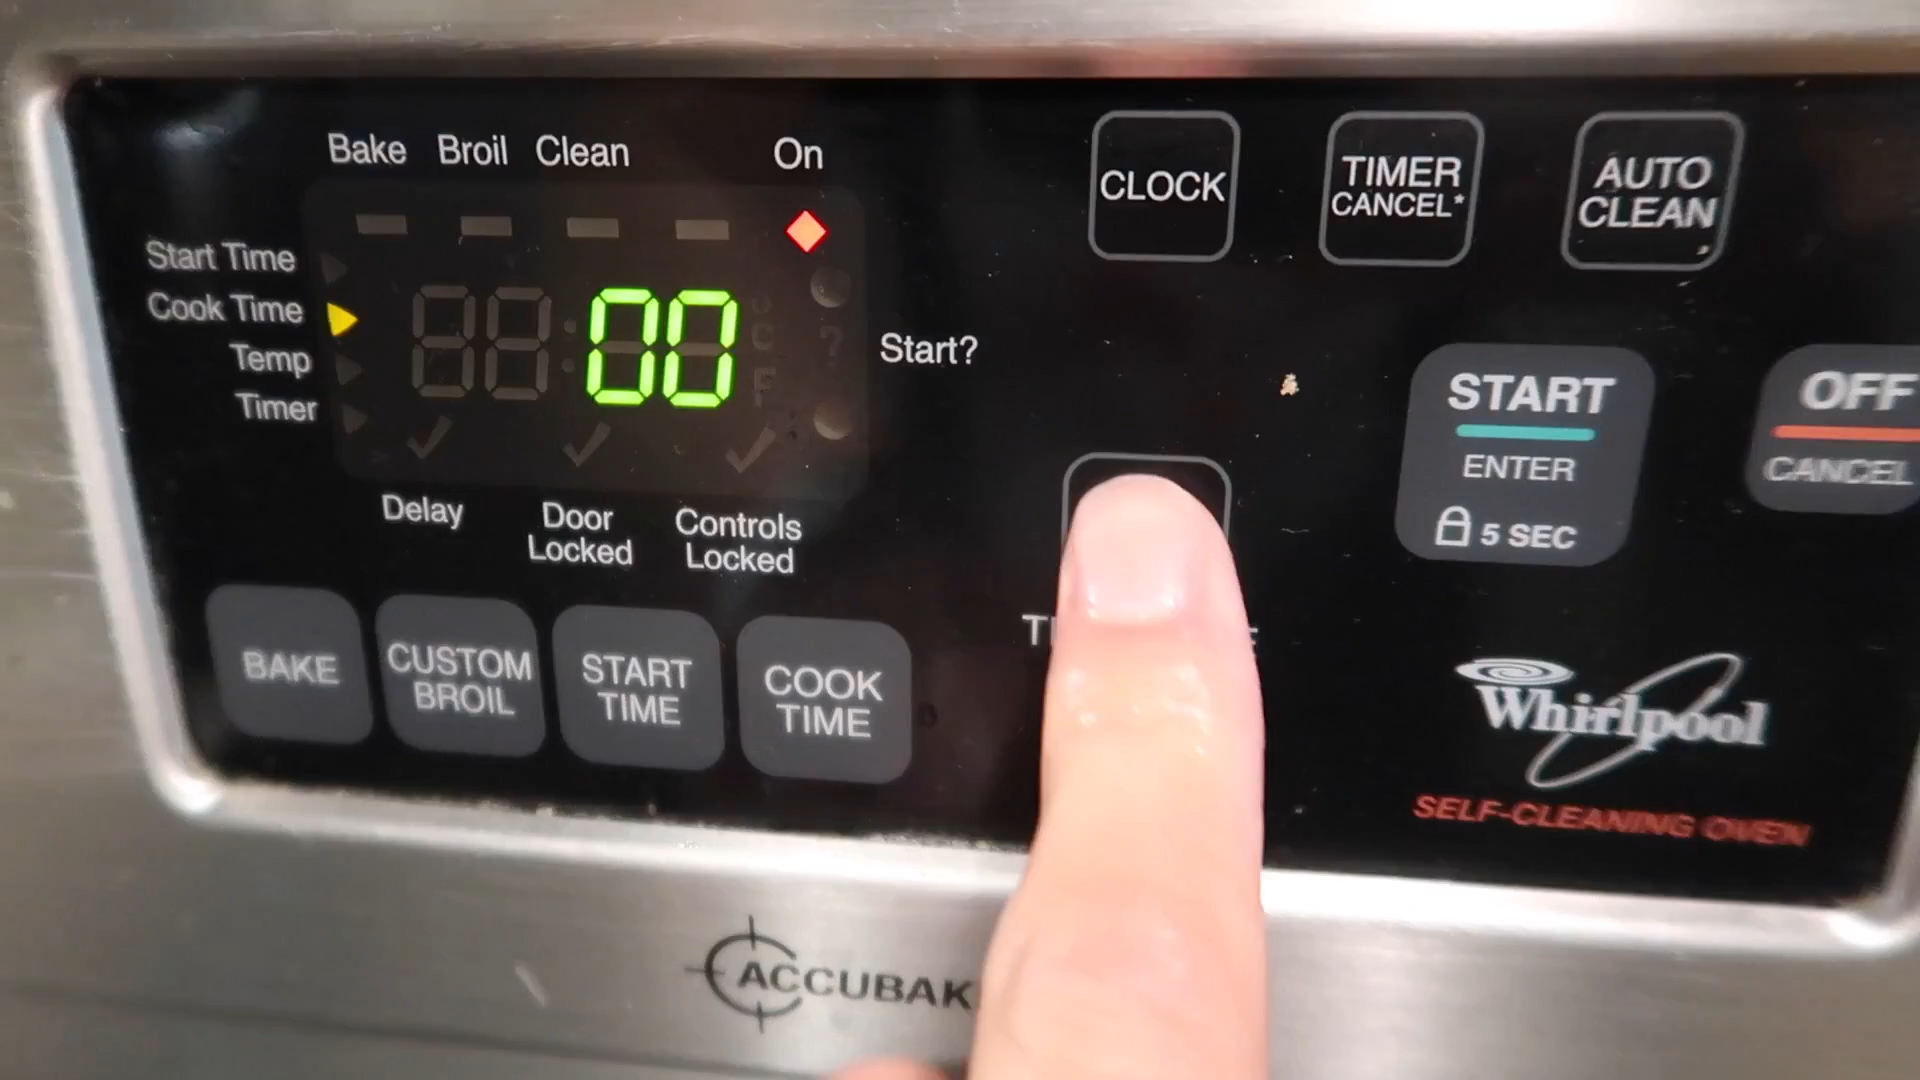 Bake Broil Clean On
Start Time
Cook Time
Temp
Timer
00
Start?
Delay
Door
Locked
Controls
Locked
BAKE
CUSTOM
BROIL
START
TIME
COOK
TIME
CLOCK
TIMER
CANCEL*
AUTO
CLEAN
START
ENTER
5 SEC
OFF
CANCEL
Whirlpool
SELF-CLEANING OVEN
ACCUBAK